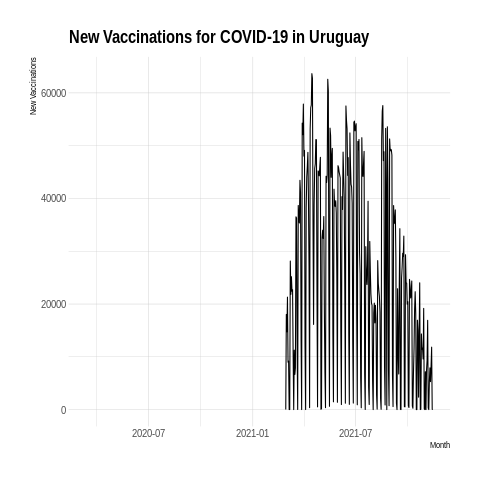 New Vaccinations for COVID-19 in Uruguay
New Vaccinations
60000
40000
20000
0
2020-07
2021-01
2021-07
Month